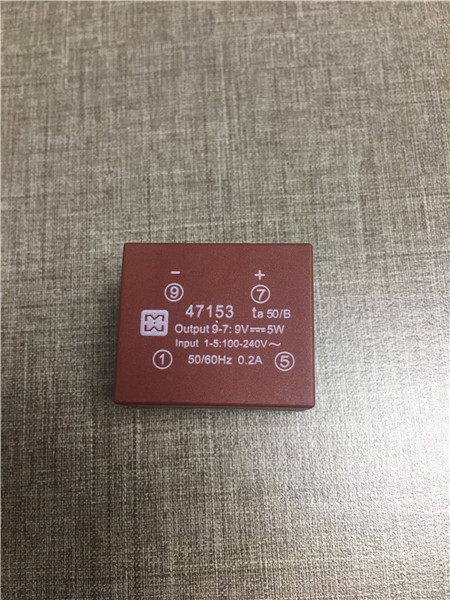 - +
⑨ ⑦
47153 ta 50/B
Output 9-7: 9V⎓5W
Input 1-5:100-240V～
① 50/60Hz 0.2A ⑤